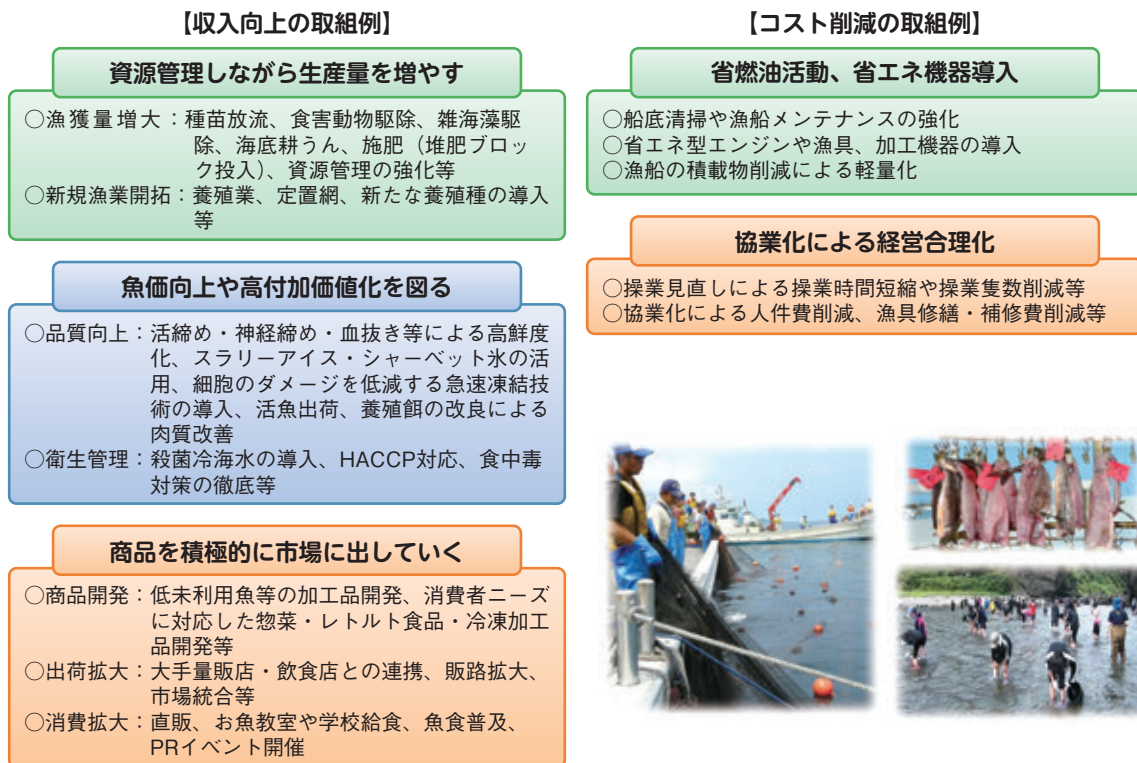 【収入向上の取組例】
資源管理しながら生産量を増やす
○漁獲量増大：種苗放流、食害動物駆除、雑海藻駆
除、海底耕うん、施肥（堆肥ブロッ
ク投入）、資源管理の強化等
○新規漁業開拓：養殖業、定置網、新たな養殖種の導入
等
魚価向上や高付加価値化を図る
○品質向上：活締め・神経締め・血抜き等による高鮮度
化、スラリーアイス・シャーベット氷の活
用、細胞のダメージを低減する急速凍結技
術の導入、活魚出荷、養殖餌の改良による
肉質改善
○衛生管理：殺菌冷海水の導入、HACCP対応、食中毒
対策の徹底等
商品を積極的に市場に出していく
○商品開発：低未利用魚等の加工品開発、消費者ニーズ
に対応した惣菜・レトルト食品・冷凍加工
品開発等
○出荷拡大：大手量販店・飲食店との連携、販路拡大、
市場統合等
○消費拡大：直販、お魚教室や学校給食、魚食普及、
PRイベント開催
【コスト削減の取組例】
省燃油活動、省エネ機器導入
○船底清掃や漁船メンテナンスの強化
○省エネ型エンジンや漁具、加工機器の導入
○漁船の積載物削減による軽量化
協業化による経営合理化
○操業見直しによる操業時間短縮や操業隻数削減等
○協業化による人件費削減、漁具修繕・補修費削減等